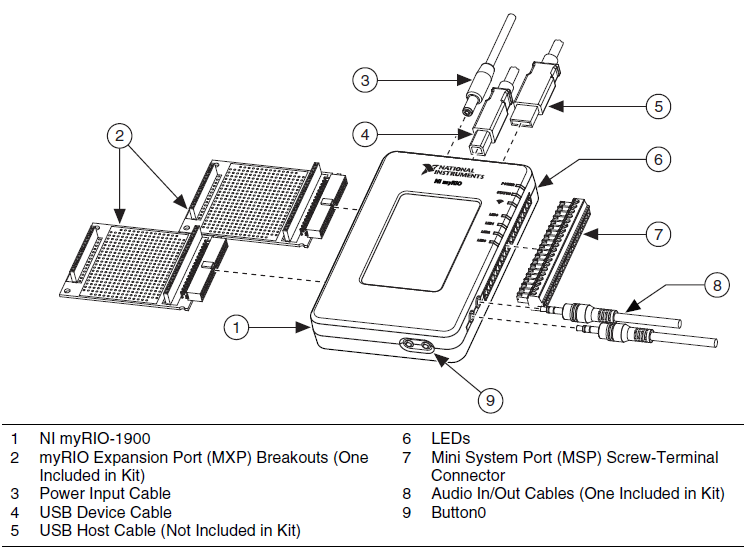 3
4
5
2
6
NATIONAL
INSTRUMENTS
NI myRIO
7
8
1
9
1 NI myRIO-1900
2 myRIO Expansion Port (MXP) Breakouts (One
Included in Kit)
3 Power Input Cable
4 USB Device Cable
5 USB Host Cable (Not Included in Kit)
6 LEDs
7 Mini System Port (MSP) Screw-Terminal
Connector
8 Audio In/Out Cables (One Included in Kit)
9 Button0